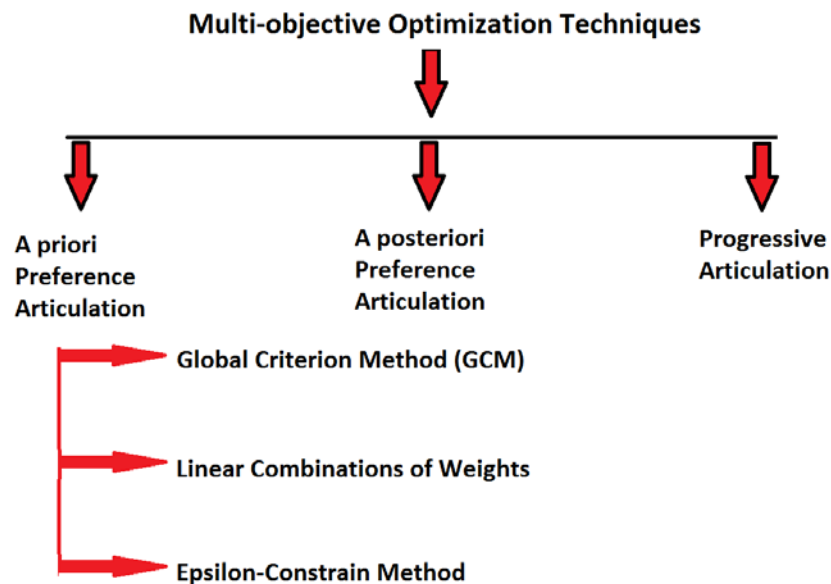 Multi-objective Optimization Techniques
A priori
Preference
Articulation
A posteriori
Preference
Articulation
Progressive
Articulation
Global Criterion Method (GCM)
Linear Combinations of Weights
Epsilon-Constrain Method